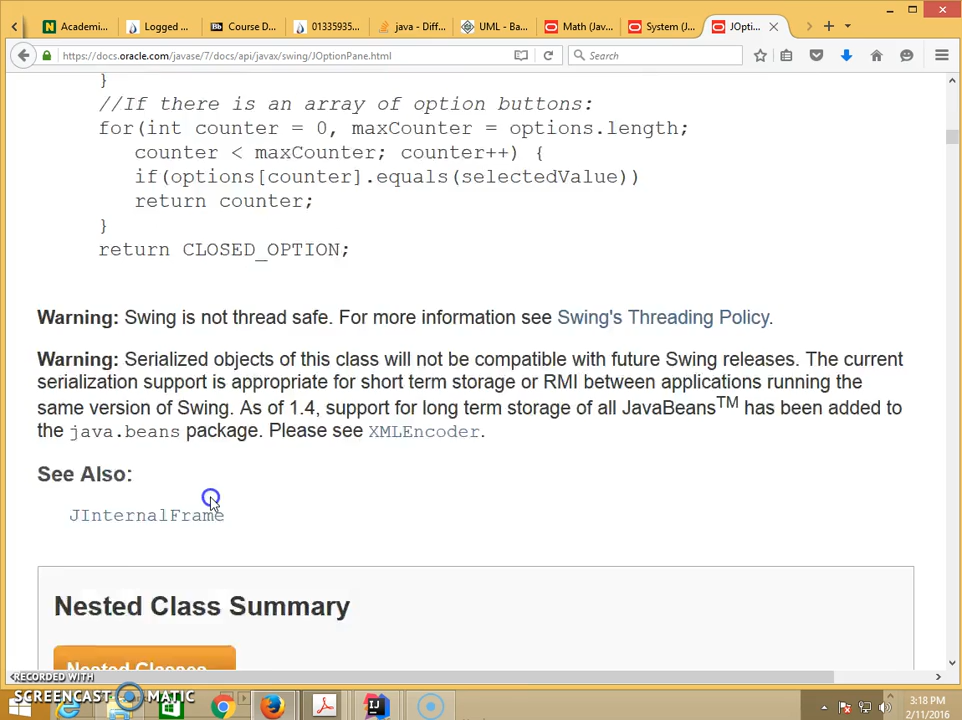 Academi...
Logged ...
Bb Course D...
01335935...
java - Diff...
UML - Ba...
Math (Jav...
System (J...
JOpti...
https://docs.oracle.com/javase/7/docs/api/javax/swing/JOptionPane.html
Search
}
//If there is an array of option buttons:
for(int counter = 0, maxCounter = options.length;
counter < maxCounter; counter++) {
if(options[counter].equals(selectedValue))
return counter;
}
return CLOSED_OPTION;
Warning: Swing is not thread safe. For more information see Swing's Threading Policy.
Warning: Serialized objects of this class will not be compatible with future Swing releases. The current
serialization support is appropriate for short term storage or RMI between applications running the
same version of Swing. As of 1.4, support for long term storage of all JavaBeansTM has been added to
the java.beans package. Please see XMLEncoder.
See Also:
JInternalFrame
Nested Class Summary
Nested Classes
RECORDED WITH
SCREENCAST MATIC
3:18 PM
2/11/2016